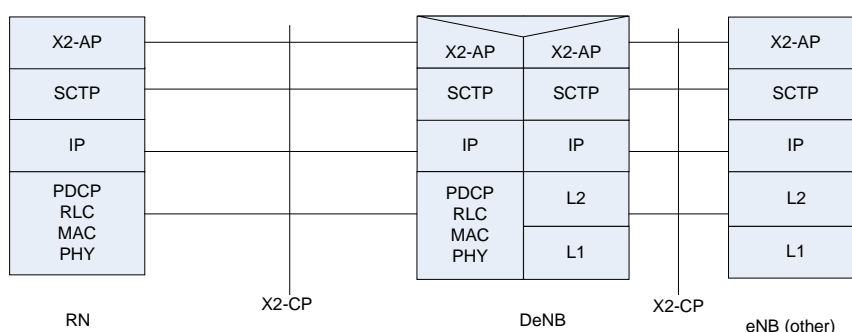 X2-AP
SCTP
IP
PDCP
RLC
MAC
PHY
RN
X2-CP
X2-AP X2-AP
SCTP SCTP
IP IP
PDCP
RLC
MAC
PHY
L2
L1
DeNB
X2-CP
X2-AP
SCTP
IP
L2
L1
eNB (other)